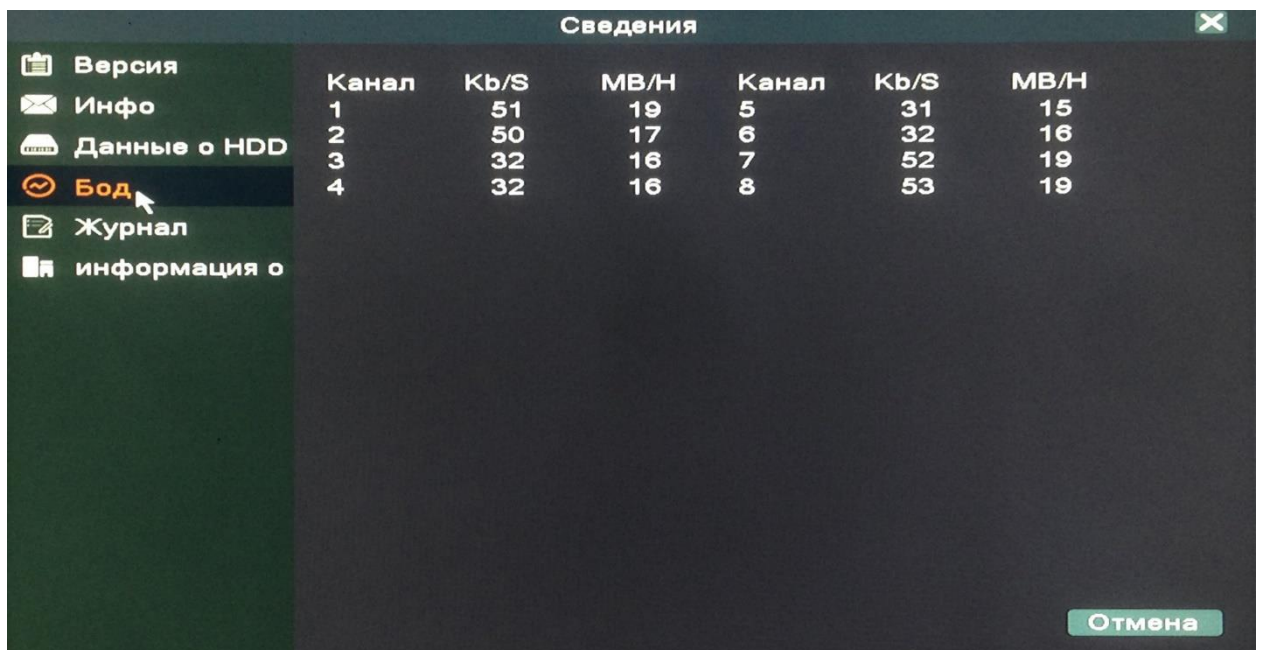 Сведения
Версия
Инфо
Данные о HDD
Бод
Журнал
информация о
Канал Kb/S MB/H Канал Kb/S MB/H
1 51 19 5 31 15
2 50 17 6 32 16
3 32 16 7 52 19
4 32 16 8 53 19
Отмена